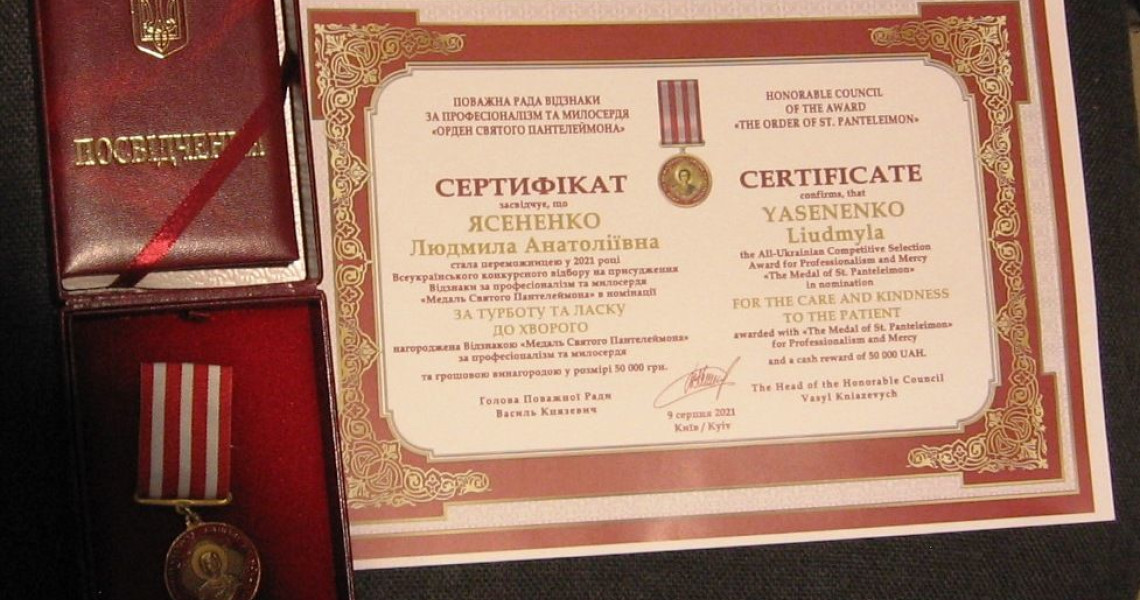 ПОСВІДЧЕННЯ
ПОВАЖНА РАДА ВІДЗНАКИ
ЗА ПРОФЕСІОНАЛІЗМ ТА МИЛОСЕРДЯ
«ОРДЕН СВЯТОГО ПАНТЕЛЕЙМОНА»
СЕРТИФІКАТ
засвідчує, що
ЯСЕНЕНКО
Людмила Анатоліївна
стала переможницею у 2021 році
Всеукраїнського конкурсного відбору на присудження
Відзнаки за професіоналізм та милосердя
«Медаль Святого Пантелеймона» в номінації
ЗА ТУРБОТУ ТА ЛАСКУ
ДО ХВОРОГО
нагороджена Відзнакою «Медаль Святого Пантелеймона»
за професіоналізм та милосердя
та грошовою винагородою у розмірі 50 000 грн.
Голова Поважної Ради
Василь Князевич
HONORABLE COUNCIL
OF THE AWARD
«THE ORDER OF ST. PANTELEIMON»
CERTIFICATE
confirms, that
YASENENKO
Liudmyla
the All-Ukrainian Competitive Selection
Award for Professionalism and Mercy
«The Medal of St. Panteleimon»
in nomination
FOR THE CARE AND KINDNESS
TO THE PATIENT
awarded with «The Medal of St. Panteleimon»
for Professionalism and Mercy
and a cash reward of 50 000 UAH.
The Head of the Honorable Council
Vasyl Kniazevych
9 серпня 2021
Київ / Kyiv